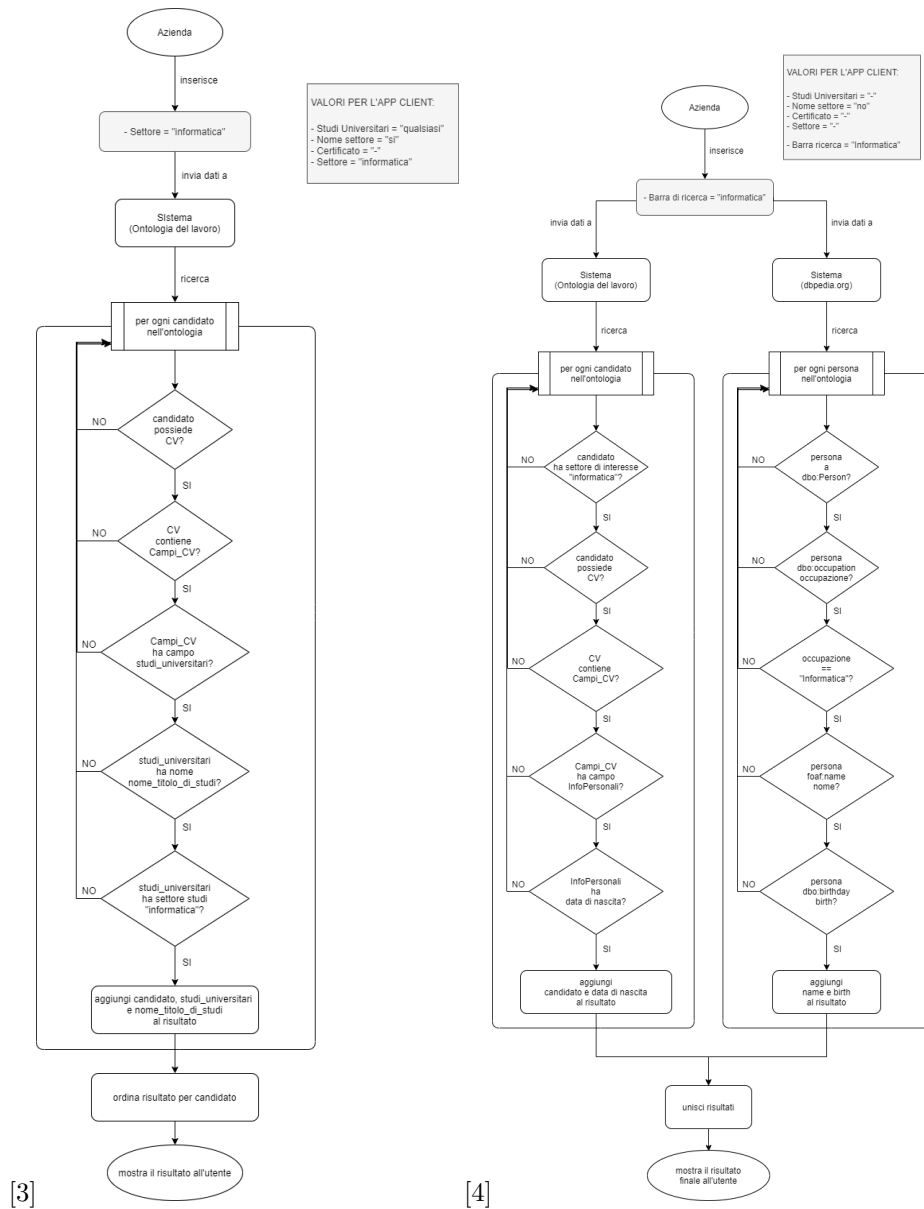 Azienda
inserisce
- Settore = "informatica"
VALORI PER L'APP CLIENT:
- Studi Universitari = "qualsiasi"
- Nome settore = "si"
- Certificato = "-"
- Settore = "informatica"
invia dati a
SIstema
(Ontologia del lavoro)
ricerca
per ogni candidato
nell'ontologia
candidato
possiede
CV?
NO
SI
CV
contiene
Campi_CV?
NO
SI
Campi_CV
ha campo
studi_universitari?
NO
SI
studi_universitari
ha nome
nome_titolo_di_studi?
NO
SI
studi_universitari
ha settore studi
"informatica"?
NO
SI
aggiungi candidato, studi_universitari
e nome_titolo_di_studi
al risultato
ordina risultato per candidato
mostra il risultato all'utente
[3]
Azienda
inserisce
VALORI PER L'APP CLIENT:
- Studi Universitari = "-"
- Nome settore = "no"
- Certificato = "-"
- Settore = "-"
- Barra ricerca = "Informatica"
- Barra di ricerca = "informatica"
invia dati a
invia dati a
Sistema
(Ontologia del lavoro)
ricerca
per ogni candidato
nell'ontologia
candidato
ha settore di interesse
"informatica"?
NO
SI
candidato
possiede
CV?
NO
SI
CV
contiene
Campi_CV?
NO
SI
Campi_CV
ha campo
InfoPersonali?
NO
SI
InfoPersonali
ha
data di nascita?
NO
SI
aggiungi
candidato e data di nascita
al risultato
Sistema
(dbpedia.org)
ricerca
per ogni persona
nell'ontologia
persona
a
dbo:Person?
NO
SI
persona
dbo:occupation
occupazione?
NO
SI
occupazione
==
"Informatica"?
NO
SI
persona
foaf:name
nome?
NO
SI
persona
dbo:birthday
birth?
NO
SI
aggiungi
name e birth
al risultato
unisci risultati
mostra il risultato
finale all'utente
[4]